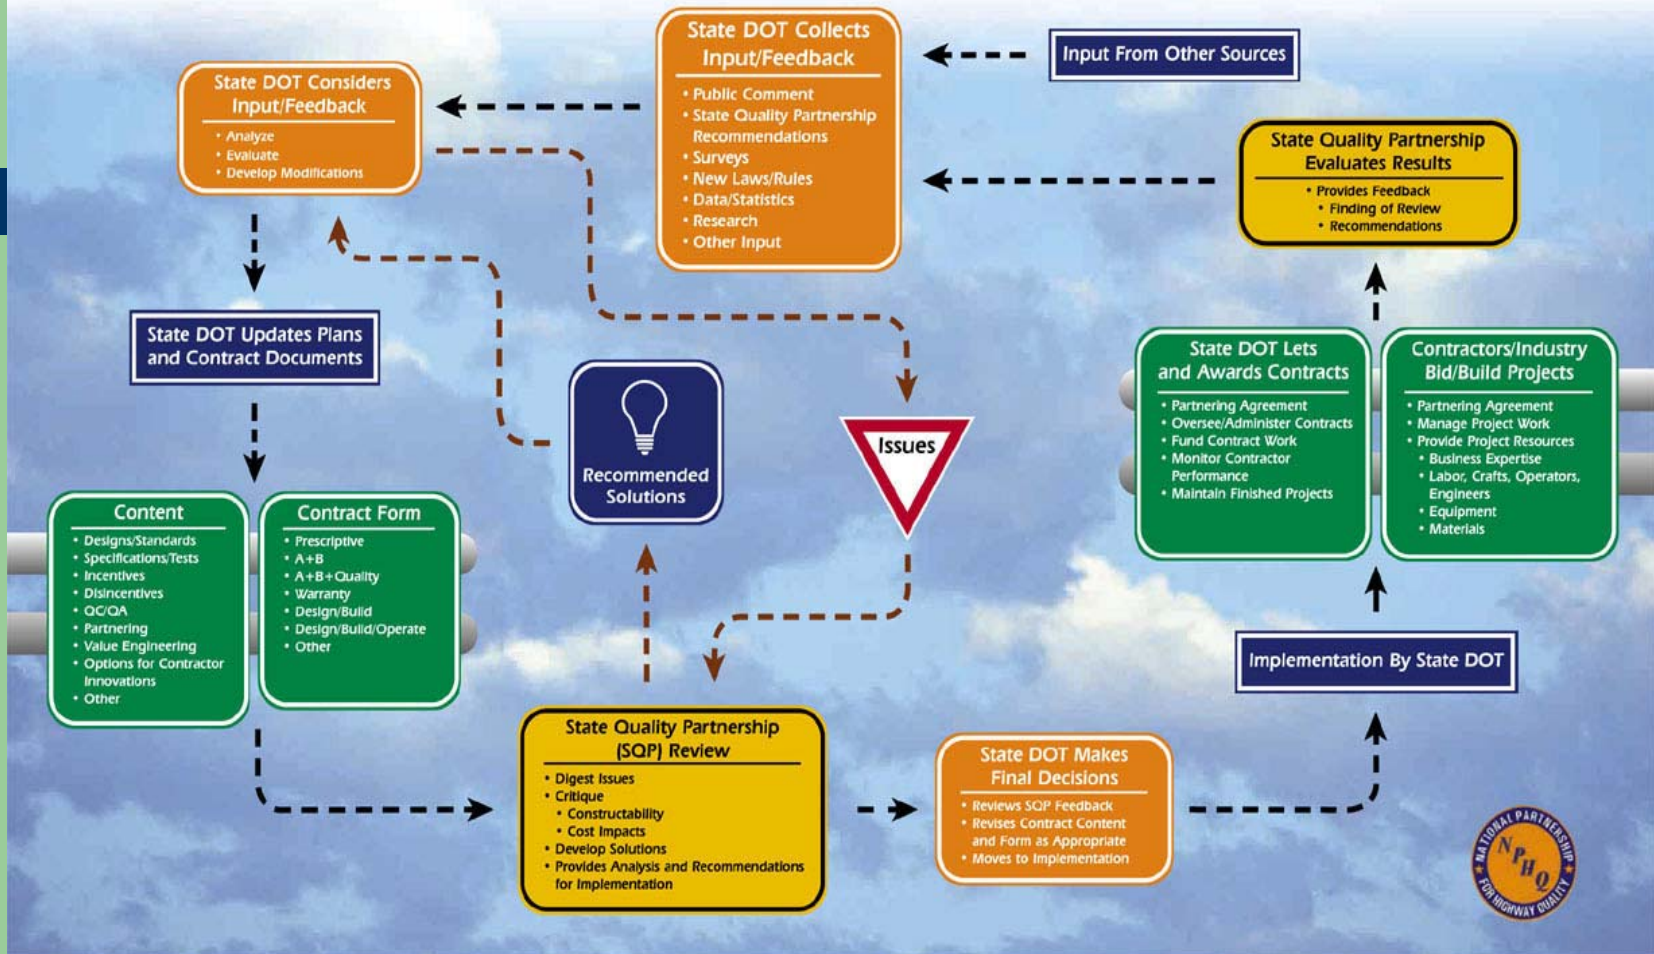 State DOT Collects
Input/Feedback
• Public Comment
• State Quality Partnership
Recommendations
• Surveys
• New Laws/Rules
• Data/Statistics
• Research
• Other Input
Input From Other Sources
State DOT Considers
Input/Feedback
• Analyze
• Evaluate
• Develop Modifications
State Quality Partnership
Evaluates Results
• Provides Feedback
• Finding of Review
• Recommendations
State DOT Updates Plans
and Contract Documents
Recommended
Solutions
Issues
State DOT Lets
and Awards Contracts
• Partnering Agreement
• Oversee/Administer Contracts
• Fund Contract Work
• Monitor Contractor
Performance
• Maintain Finished Projects
Contractors/Industry
Bid/Build Projects
• Partnering Agreement
• Manage Project Work
• Provide Project Resources
• Business Expertise
• Labor, Crafts, Operators,
Engineers
• Equipment
• Materials
Content
• Designs/Standards
• Specifications/Tests
• Incentives
• Disincentives
• QC/QA
• Partnering
• Value Engineering
• Options for Contractor
Innovations
• Other
Contract Form
• Prescriptive
• A+B
• A+B+Quality
• Warranty
• Design/Build
• Design/Build/Operate
• Other
Implementation By State DOT
State Quality Partnership
(SQP) Review
• Digest Issues
• Critique
• Constructability
• Cost Impacts
• Develop Solutions
• Provides Analysis and Recommendations
for Implementation
State DOT Makes
Final Decisions
• Reviews SQP Feedback
• Revises Contract Content
and Form as Appropriate
• Moves to Implementation
NATIONAL PARTNERSHIP
NPHQ
FOR HIGHWAY QUALITY